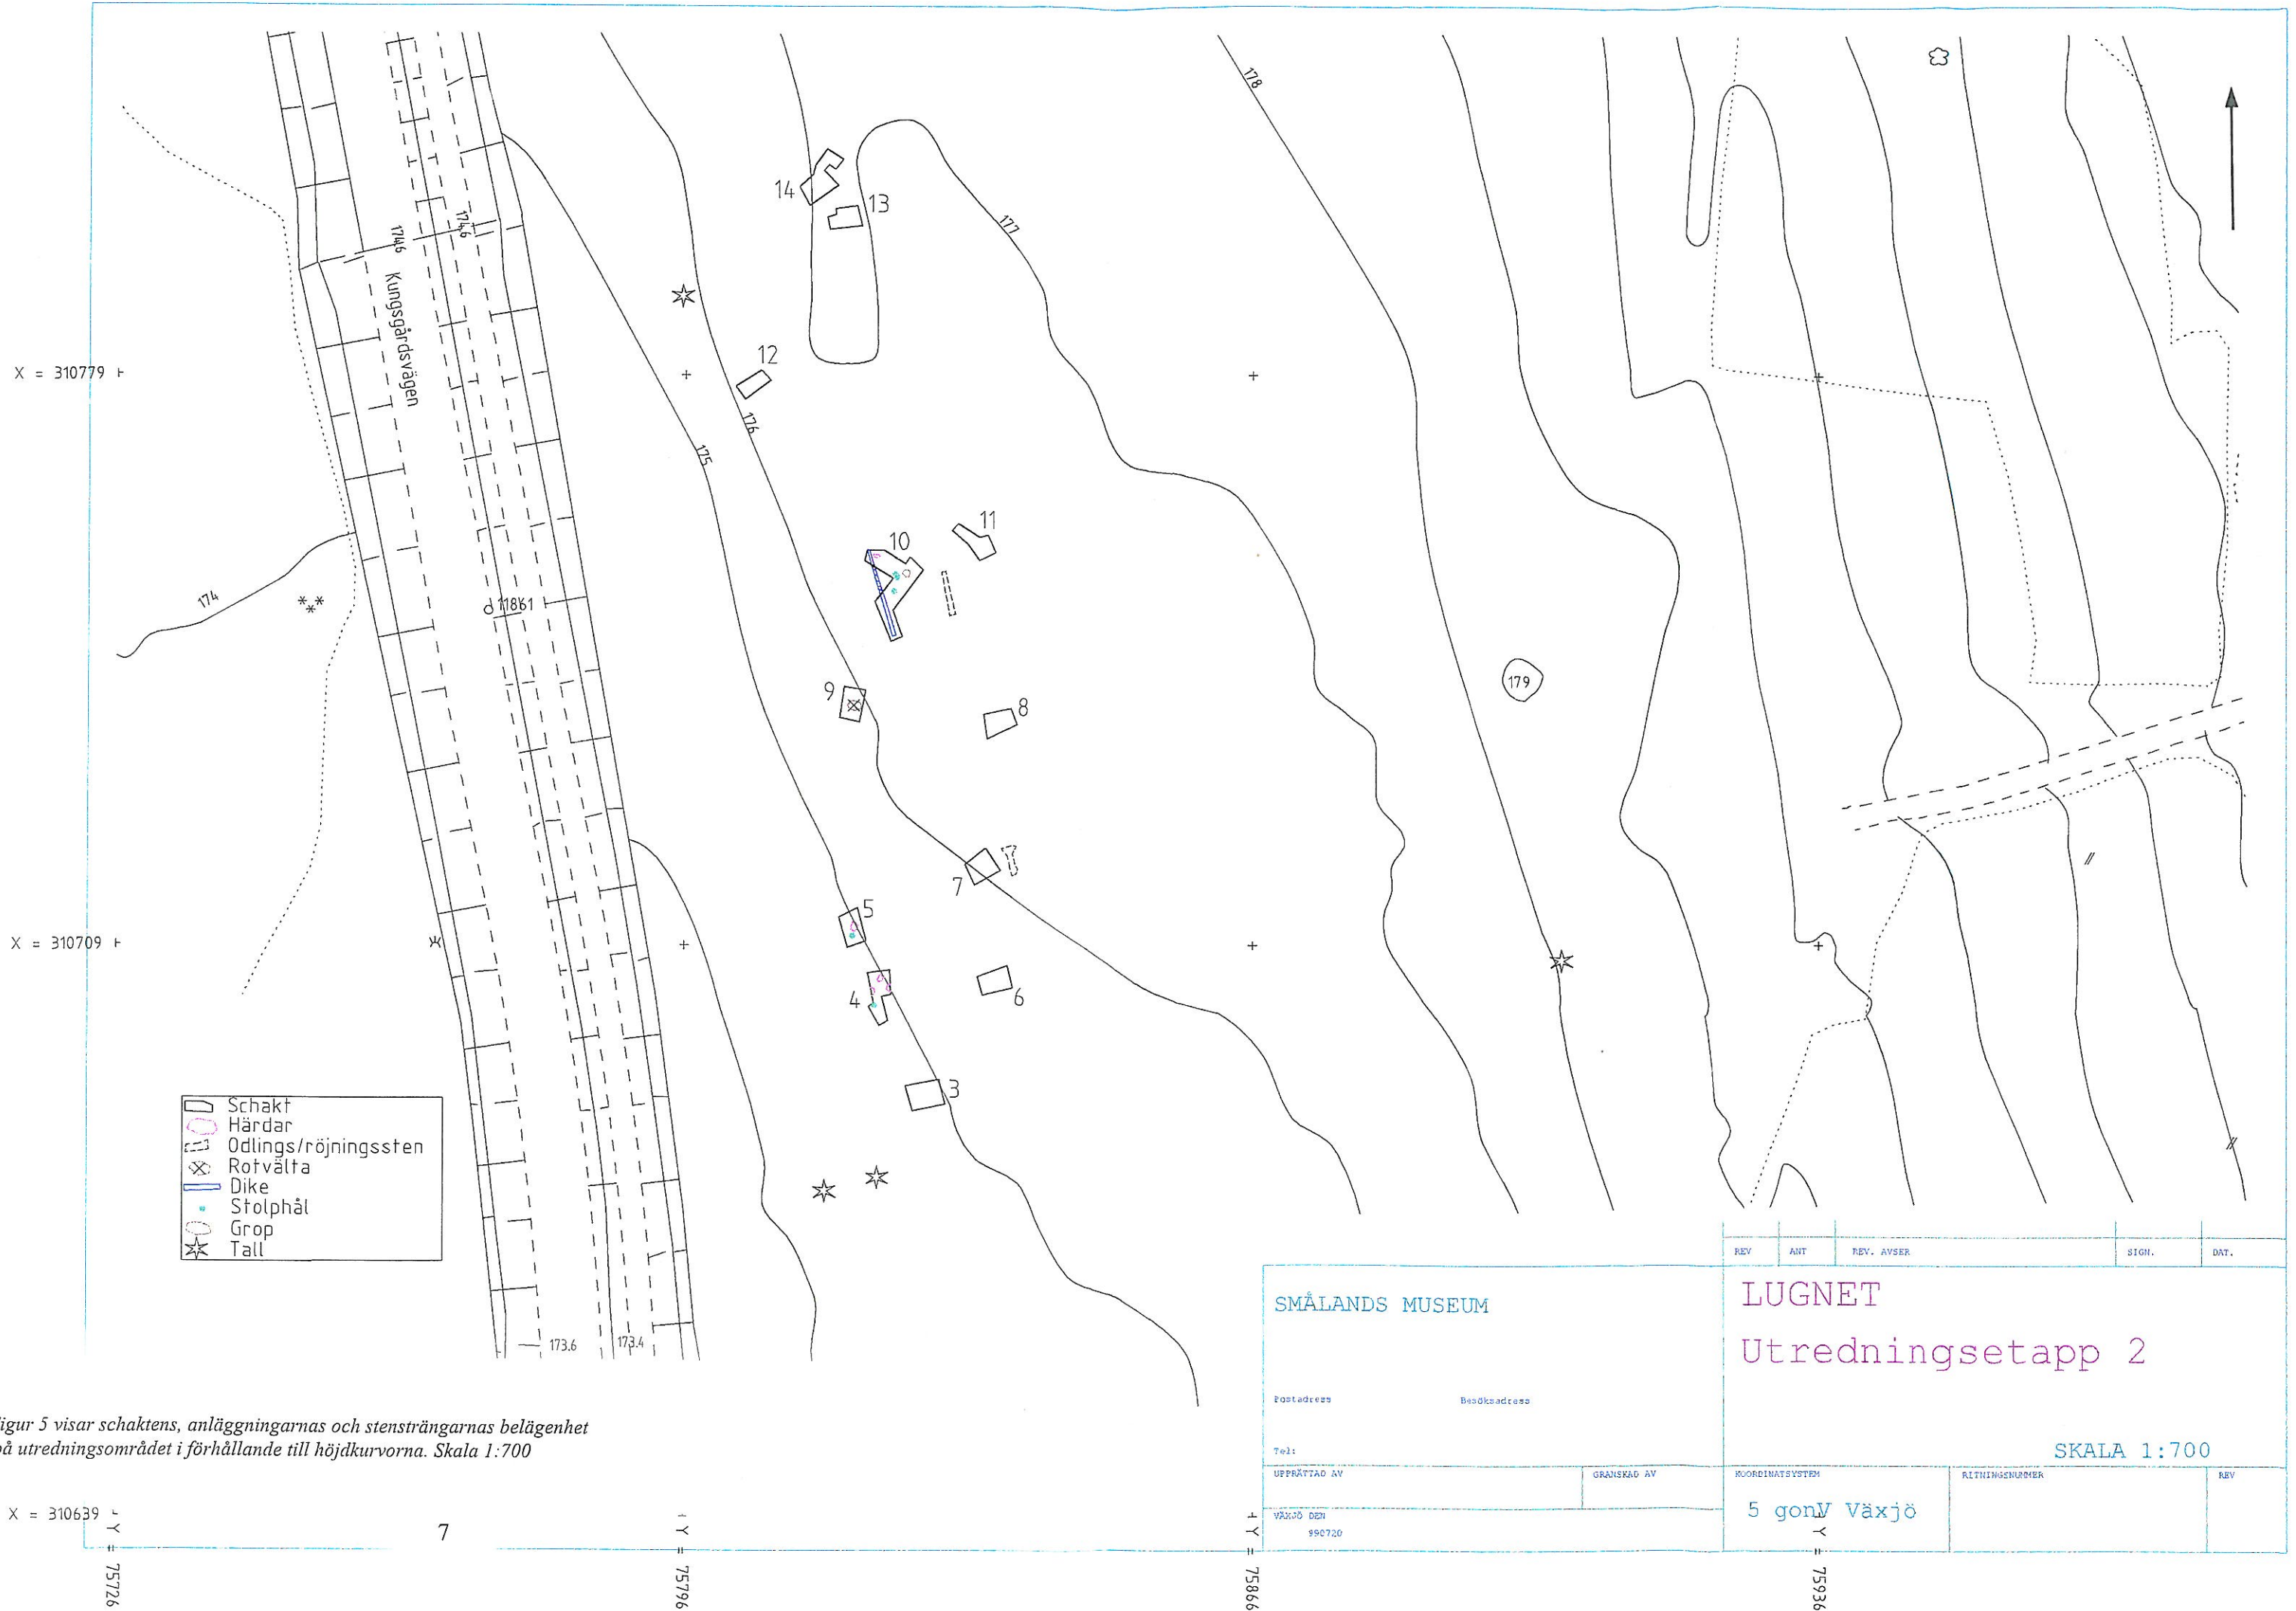 178
14
13
177
1746
1746
Kungsgårdsvägen
12
X = 310779
176
175
11
10
174
11861
179
9
8
7
5
X = 310709
4
6
3
Schakt
Härdar
Odlings/röjningssten
Rotvälta
Dike
Stolphål
Grop
Tall
173.6
173.4
REV
ANT
REV. AVSER
SIGN.
DAT.
SMÅLANDS MUSEUM
LUGNET
Utredningsetapp 2
Postadress
Besöksadress
Tel:
SKALA 1:700
UPPRÄTTAD AV
GRANSKAD AV
KOORDINATSYSTEM
RITNINGSNUMMER
REV
5 gonV Växjö
VÄXJÖ DEN
990720
igur 5 visar schaktens, anläggningarnas och stensträngarnas belägenhet
på utredningsområdet i förhållande till höjdkurvorna. Skala 1:700
X = 310639
7
Y = 75726
Y = 75796
Y = 75866
Y = 75936